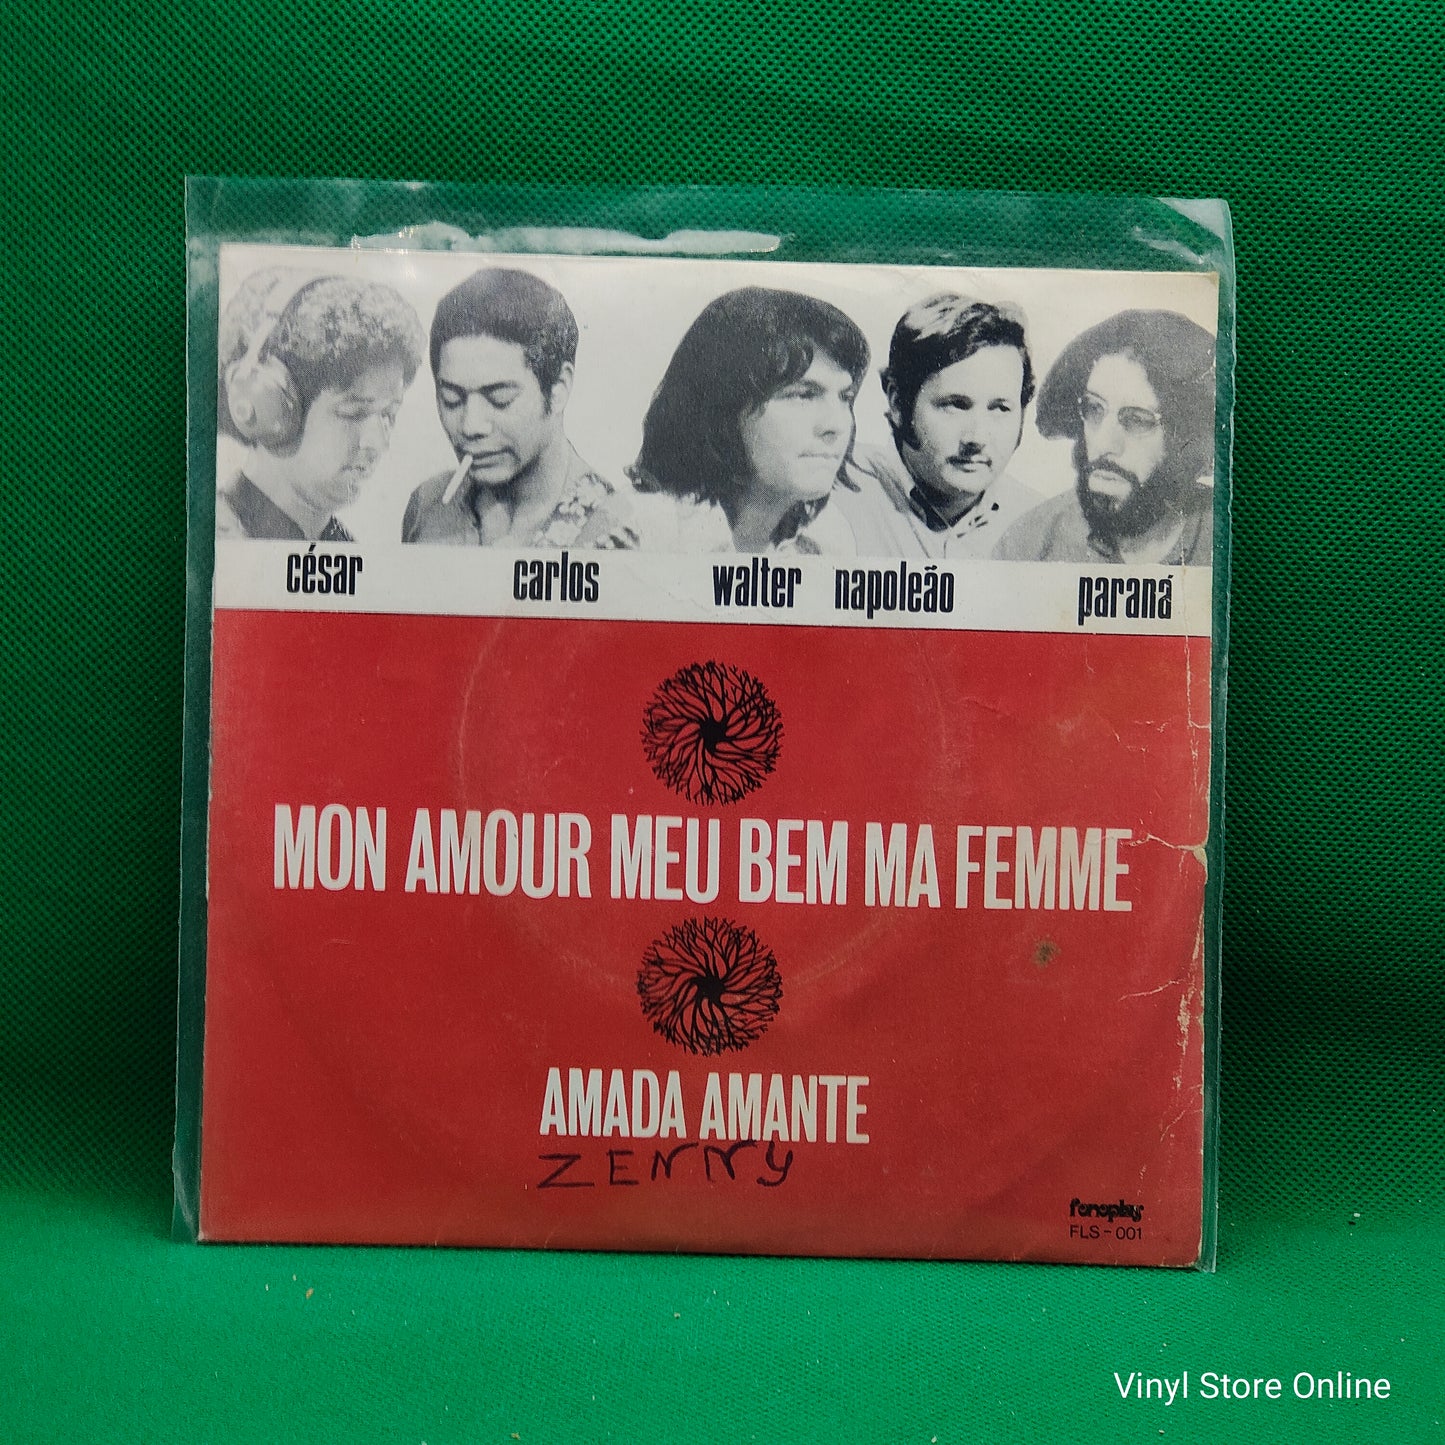 césar carlos walter napoleão paraná
MON AMOUR MEU BEM MA FEMME
AMADA AMANTE
ZENNY
fonoplay
FLS - 001
Vinyl Store Online